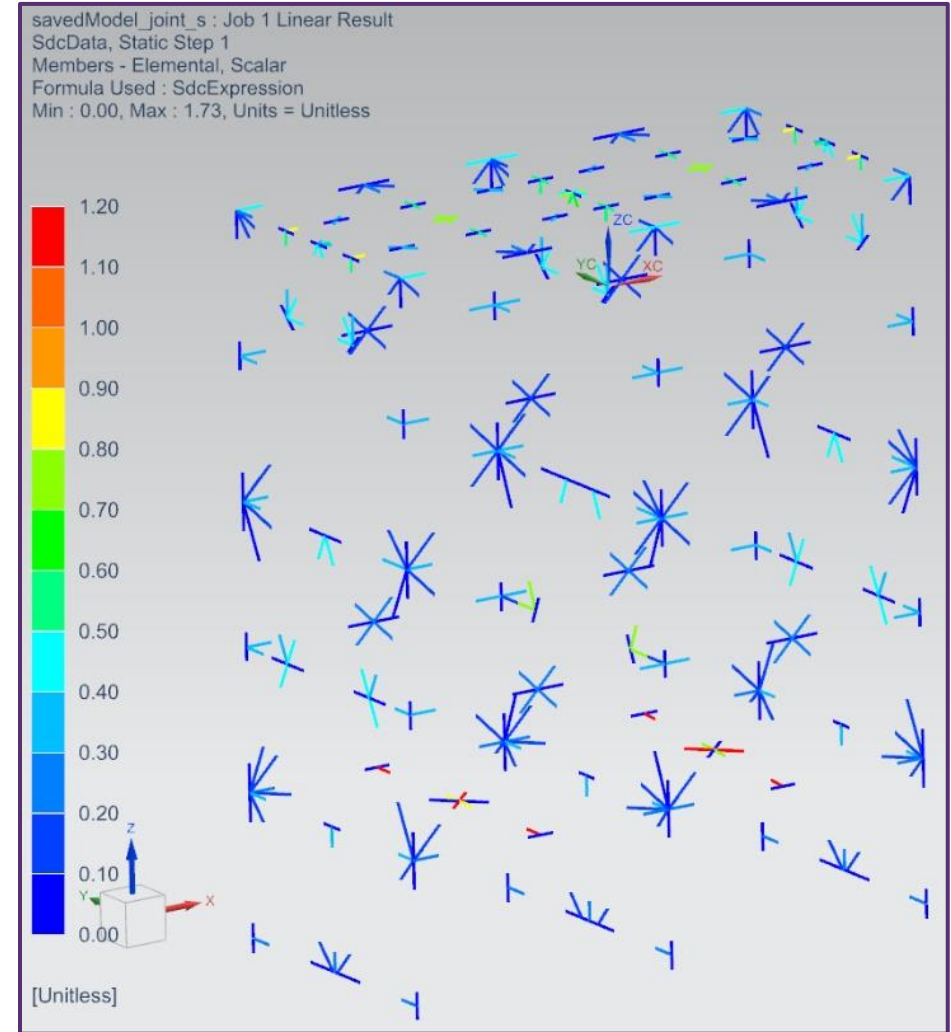 savedModel_joint_s : Job 1 Linear Result
SdcData, Static Step 1
Members - Elemental, Scalar
Formula Used : SdcExpression
Min : 0.00, Max : 1.73, Units = Unitless
ZC
YC
XC
1.20
1.10
1.00
0.90
0.80
0.70
0.60
0.50
0.40
0.30
0.20
0.10
0.00
Z
Y
X
[Unitless]